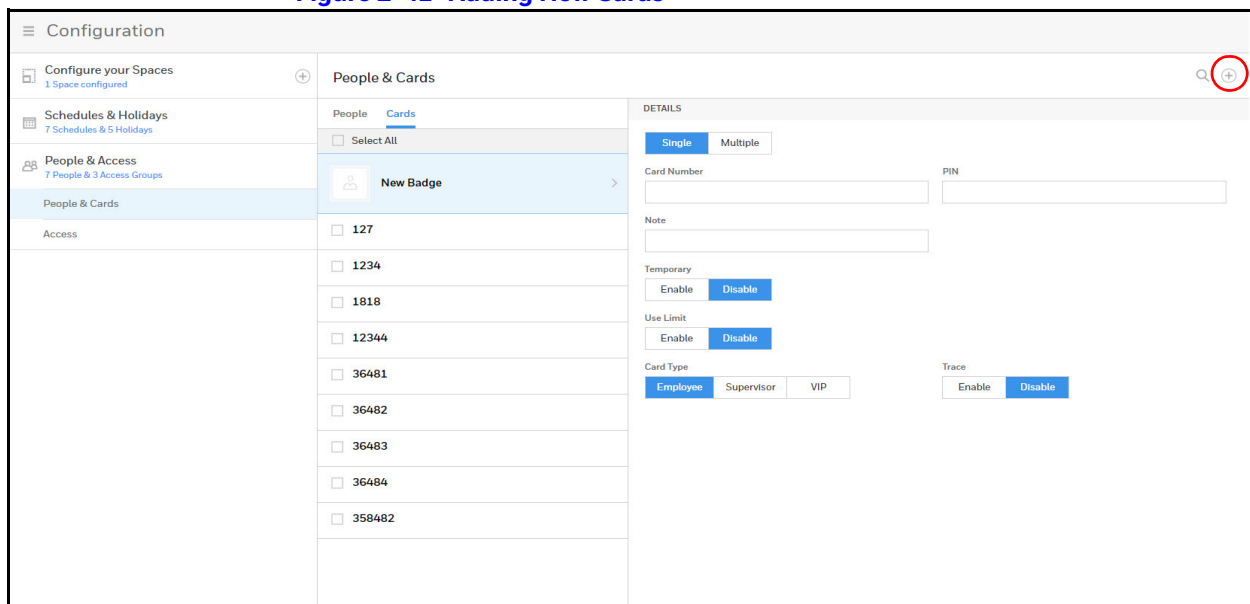 Configuration
Configure your Spaces
1 Space configured
Schedules & Holidays
7 Schedules & 5 Holidays
People & Access
7 People & 3 Access Groups
People & Cards
Access
People & Cards
People Cards
Select All
New Badge
127
1234
1818
12344
36481
36482
36483
36484
358482
DETAILS
Single Multiple
Card Number PIN
Note
Temporary
Enable Disable
Use Limit
Enable Disable
Card Type Trace
Employee Supervisor VIP Enable Disable